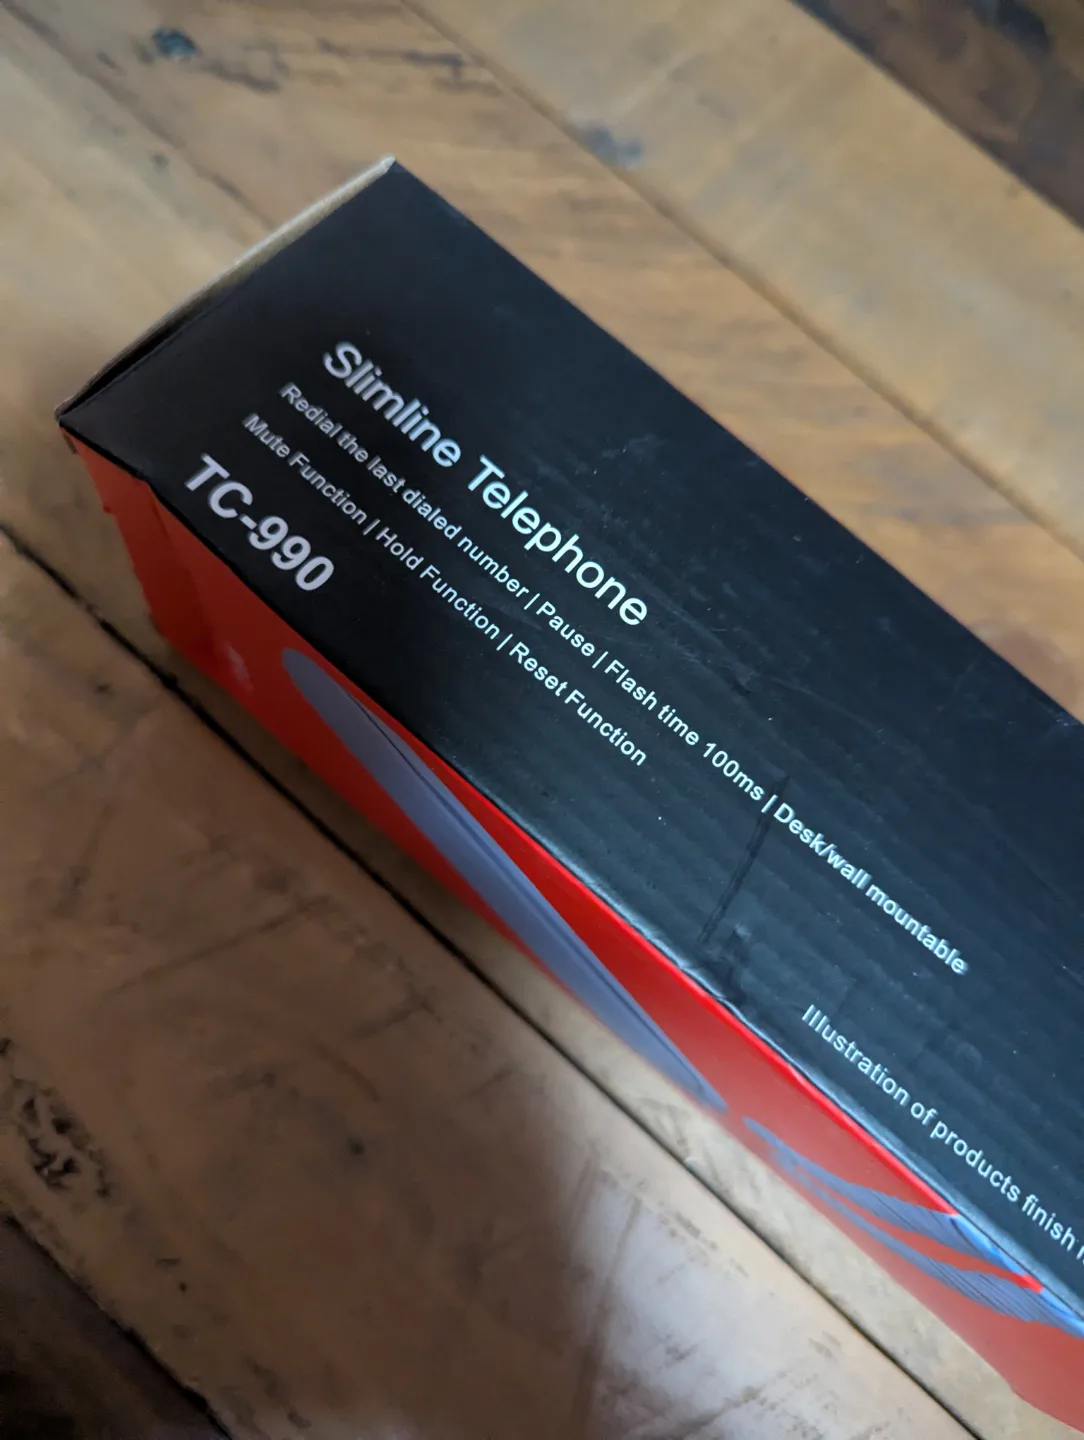 Slimline Telephone
Redial the last dialed number | Pause | Flash time 100ms | Desk/wall mountable
Mute Function | Hold Function | Reset Function
TC-990
Illustration of products finish